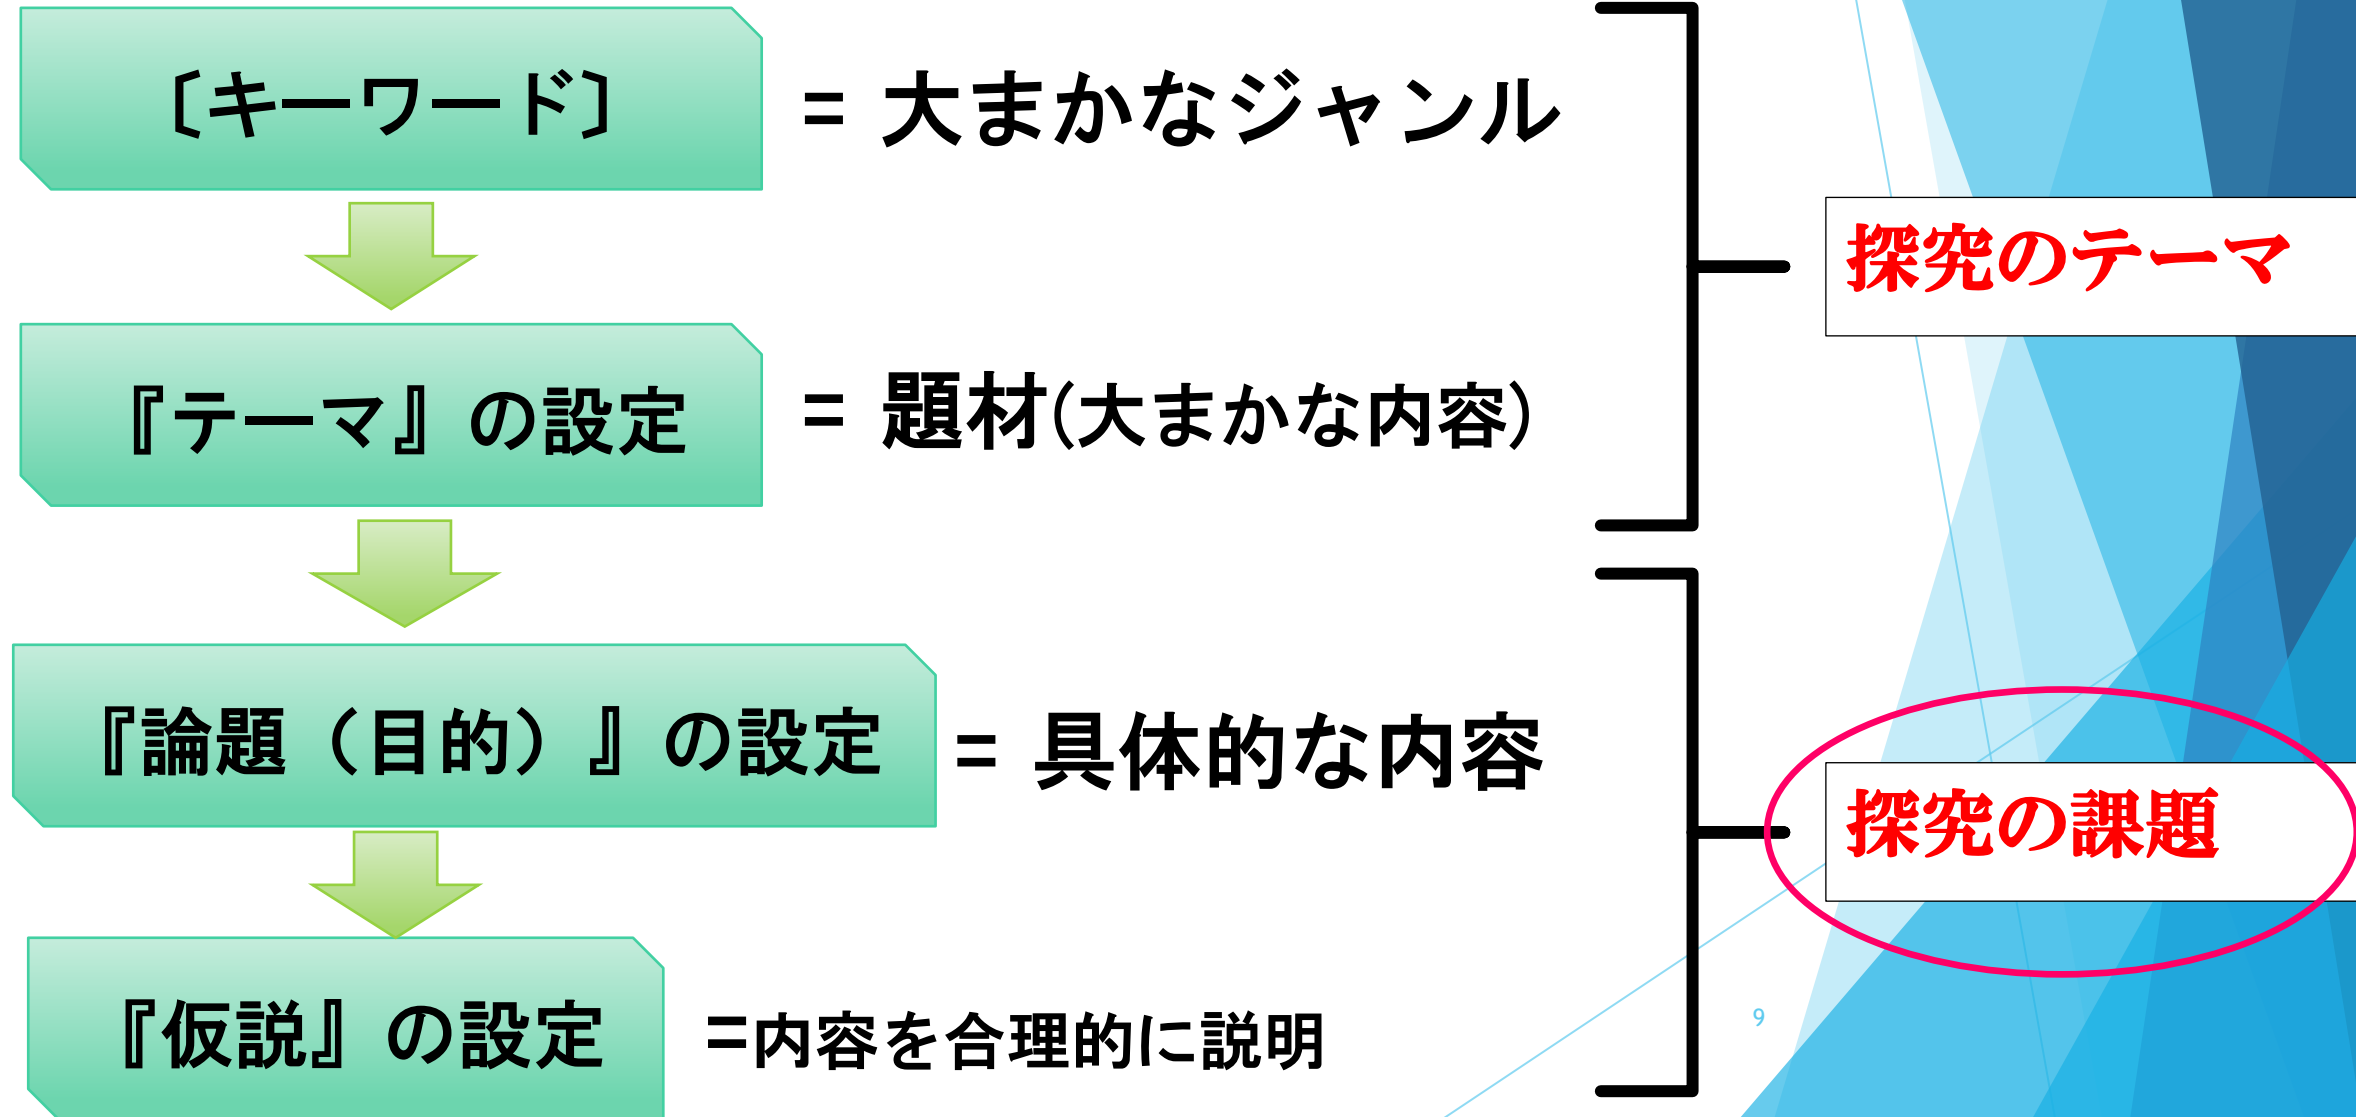 〔キーワード〕 = 大まかなジャンル
探究のテーマ
『テーマ』の設定 = 題材(大まかな内容)
『論題（目的）』の設定 = 具体的な内容
探究の課題
『仮説』の設定 =内容を合理的に説明
9